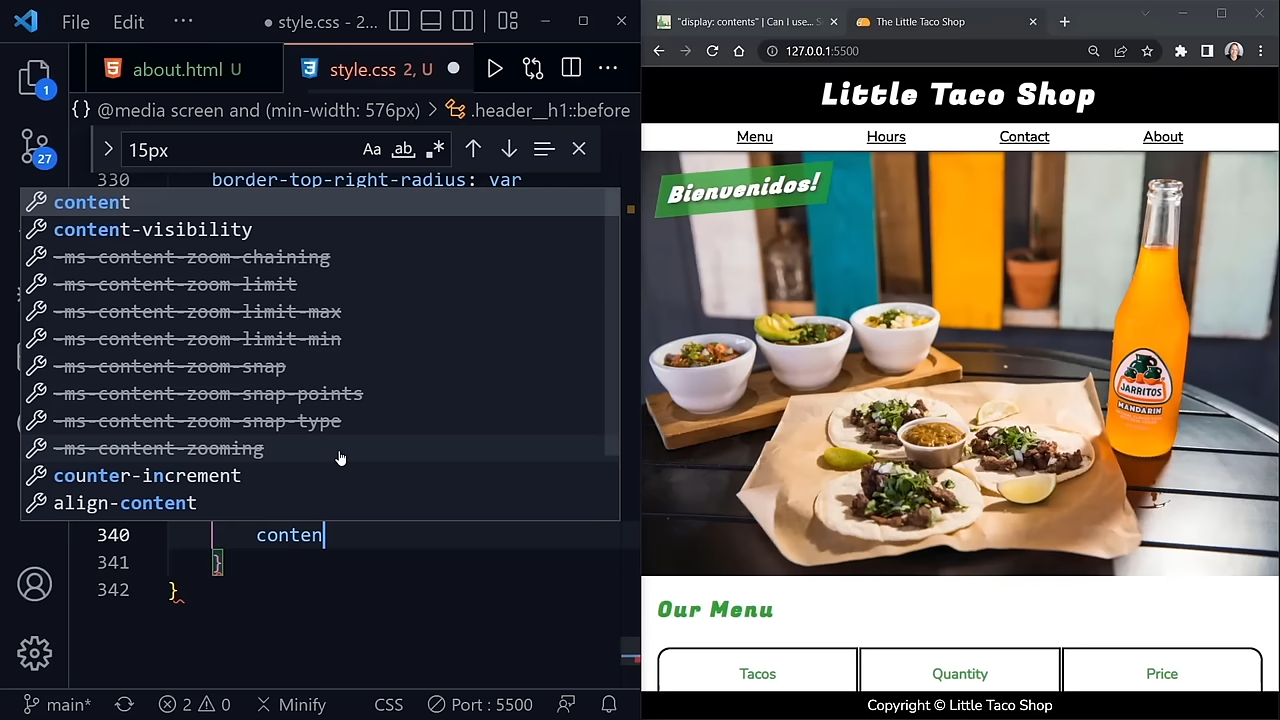 File Edit ··· ● style.css - 2...
about.html U style.css 2, U ●
{} @media screen and (min-width: 576px) > .header__h1::before
15px Aa ab
330 border-top-right-radius: var
content
content-visibility
-ms-content-zoom-chaining
-ms-content-zoom-limit
-ms-content-zoom-limit-max
-ms-content-zoom-limit-min
-ms-content-zoom-snap
-ms-content-zoom-snap-points
-ms-content-zoom-snap-type
-ms-content-zooming
counter-increment
align-content
340 conten
341 }
342 }
1
27
main* 2 0 Minify CSS Port : 5500
"display: contents" | Can I use... The Little Taco Shop
127.0.0.1:5500
Little Taco Shop
Menu Hours Contact About
Bienvenidos!
JARRITOS
MANDARIN
Our Menu
Tacos Quantity Price
Copyright © Little Taco Shop